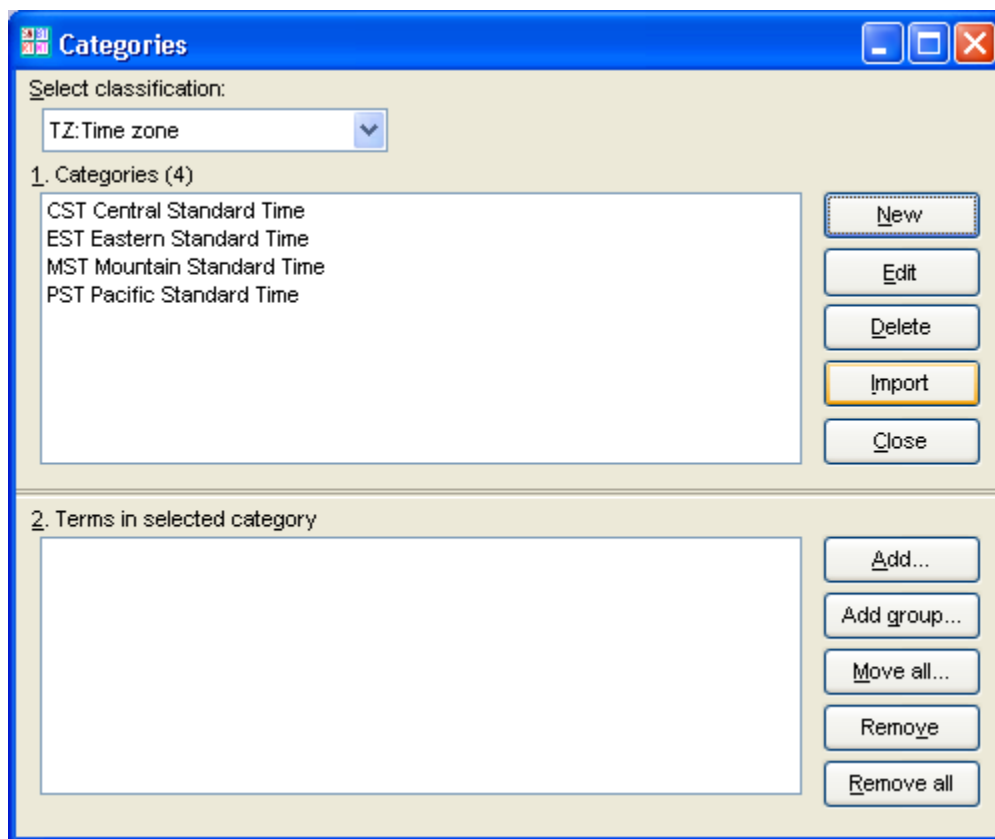 Categories
Select classification:
TZ:Time zone
1. Categories (4)
CST Central Standard Time
EST Eastern Standard Time
MST Mountain Standard Time
PST Pacific Standard Time
New
Edit
Delete
Import
Close
2. Terms in selected category
Add...
Add group...
Move all...
Remove
Remove all